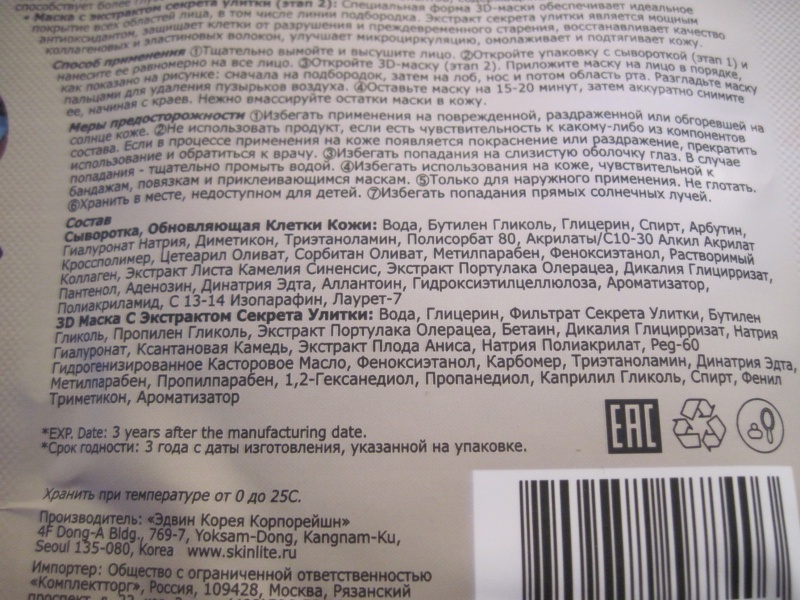 способствует более
Маска с экстрактом секрета улитки (этап 2): Специальная форма 3D-маски обеспечивает идеальное
покрытие всех областей лица, в том числе линии подбородка. Экстракт секрета улитки является мощным
антиоксидантом, защищает клетки от разрушения и преждевременного старения, восстанавливает качество
коллагеновых и эластиновых волокон, улучшает микроциркуляцию, омолаживает и подтягивает кожу.
Способ применения ①Тщательно вымойте и высушите лицо. ②Откройте упаковку с сывороткой (этап 1) и
нанесите ее равномерно на все лицо. ③Откройте 3D-маску (этап 2). Приложите маску на лицо в порядке,
как показано на рисунке: сначала на подбородок, затем на лоб, нос и потом область рта. Разгладьте маску
пальцами для удаления пузырьков воздуха. ④Оставьте маску на 15-20 минут, затем аккуратно снимите
ее, начиная с краев. Нежно вмассируйте остатки маски в кожу.
Меры предосторожности ①Избегать применения на поврежденной, раздраженной или обгоревшей на
солнце коже. ②Не использовать продукт, если есть чувствительность к какому-либо из компонентов
состава. Если в процессе применения на коже появляется покраснение или раздражение, прекратить
использование и обратиться к врачу. ③Избегать попадания на слизистую оболочку глаз. В случае
попадания - тщательно промыть водой. ④Избегать использования на коже, чувствительной к
бандажам, повязкам и приклеивающимся маскам. ⑤Только для наружного применения. Не глотать.
⑥Хранить в месте, недоступном для детей. ⑦Избегать попадания прямых солнечных лучей.
Состав
Сыворотка, Обновляющая Клетки Кожи: Вода, Бутилен Гликоль, Глицерин, Спирт, Арбутин,
Гиалуронат Натрия, Диметикон, Триэтаноламин, Полисорбат 80, Акрилаты/С10-30 Алкил Акрилат
Кроссполимер, Цетеарил Оливат, Сорбитан Оливат, Метилпарабен, Феноксиэтанол, Растворимый
Коллаген, Экстракт Листа Камелия Синенсис, Экстракт Портулака Олерацеа, Дикалия Глициррризат,
Пантенол, Аденозин, Динатрия Эдта, Аллантоин, Гидроксиэтилцеллюлоза, Ароматизатор,
Полиакриламид, С 13-14 Изопарафин, Лаурет-7
3D Маска С Экстрактом Секрета Улитки: Вода, Глицерин, Фильтрат Секрета Улитки, Бутилен
Гликоль, Пропилен Гликоль, Экстракт Портулака Олерацеа, Бетаин, Дикалия Глицирризат, Натрия
Гиалуронат, Ксантановая Камедь, Экстракт Плода Аниса, Натрия Полиакрилат, Peg-60
Гидрогенизированное Касторовое Масло, Феноксиэтанол, Карбомер, Триэтаноламин, Динатрия Эдта,
Метилпарабен, Пропилпарабен, 1,2-Гександиол, Пропанедиол, Каприлил Гликоль, Спирт, Фенил
Триметикон, Ароматизатор
*EXP. Date: 3 years after the manufacturing date.
*Срок годности: 3 года с даты изготовления, указанной на упаковке.
EAC
Хранить при температуре от 0 до 25С.
Производитель: «Эдвин Корея Корпорейшн»
4F Dong-A Bldg., 769-7, Yoksam-Dong, Kangnam-Ku,
Seoul 135-080, Korea www.skinlite.ru
Импортер: Общество с ограниченной ответственностью
«Комплектторг», Россия, 109428, Москва, Рязанский
проспект, д. 22